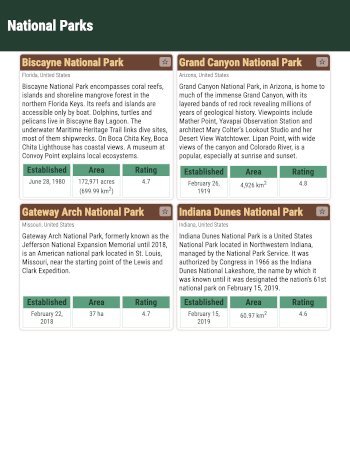 National Parks
Biscayne National Park
Florida, United States
Biscayne National Park encompasses coral reefs,
islands and shoreline mangrove forest in the
northern Florida Keys. Its reefs and islands are
accessible only by boat. Dolphins, turtles and
pelicans live in Biscayne Bay Lagoon. The
underwater Maritime Heritage Trail links dive sites,
most of them shipwrecks. On Boca Chita Key, Boca
Chita Lighthouse has coastal views. A museum at
Convoy Point explains local ecosystems.
Established Area Rating
June 28, 1980 172,971 acres 4.7
(699.99 km²)
Grand Canyon National Park
Arizona, United States
Grand Canyon National Park, in Arizona, is home to
much of the immense Grand Canyon, with its
layered bands of red rock revealing millions of
years of geological history. Viewpoints include
Mather Point, Yavapai Observation Station and
architect Mary Colter's Lookout Studio and her
Desert View Watchtower. Lipan Point, with wide
views of the canyon and Colorado River, is a
popular, especially at sunrise and sunset.
Established Area Rating
February 26, 4,926 km² 4.8
1919
Gateway Arch National Park
Missouri, United States
Gateway Arch National Park, formerly known as the
Jefferson National Expansion Memorial until 2018,
is an American national park located in St. Louis,
Missouri, near the starting point of the Lewis and
Clark Expedition.
Established Area Rating
February 22, 37 ha 4.7
2018
Indiana Dunes National Park
Indiana, United States
Indiana Dunes National Park is a United States
National Park located in Northwestern Indiana,
managed by the National Park Service. It was
authorized by Congress in 1966 as the Indiana
Dunes National Lakeshore, the name by which it
was known until it was designated the nation's 61st
national park on February 15, 2019.
Established Area Rating
February 15, 60.97 km² 4.6
2019